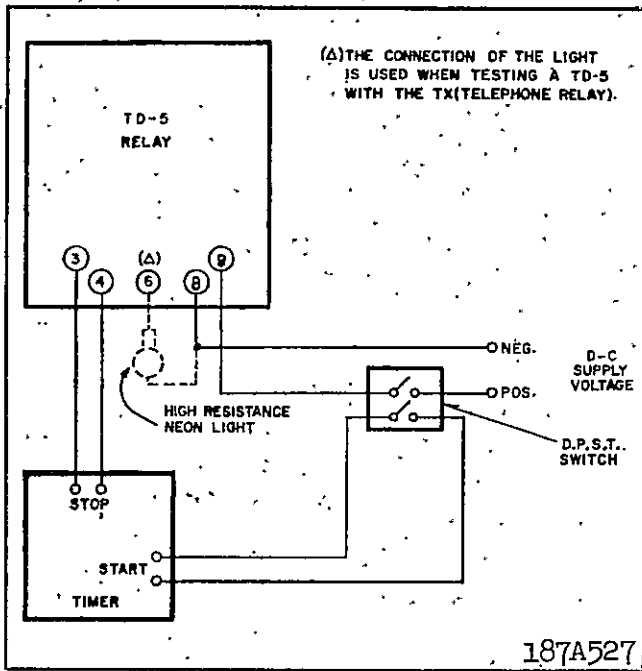 (Δ) THE CONNECTION OF THE LIGHT
IS USED WHEN TESTING A TD-5
WITH THE TX (TELEPHONE RELAY).
TD-5
RELAY
3
4
(Δ)
6
8
9
NEG.
D-C
SUPPLY
VOLTAGE
POS.
HIGH RESISTANCE
NEON LIGHT
D.P.S.T.
SWITCH
STOP
START
TIMER
187A527